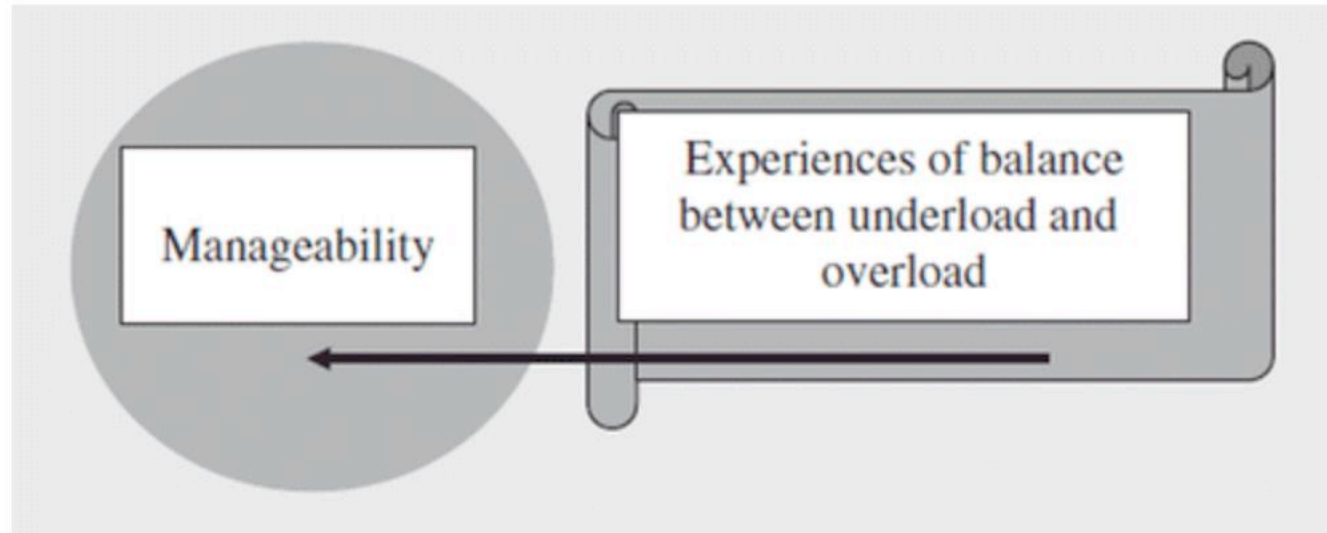 Manageability
Experiences of balance
between underload and
overload